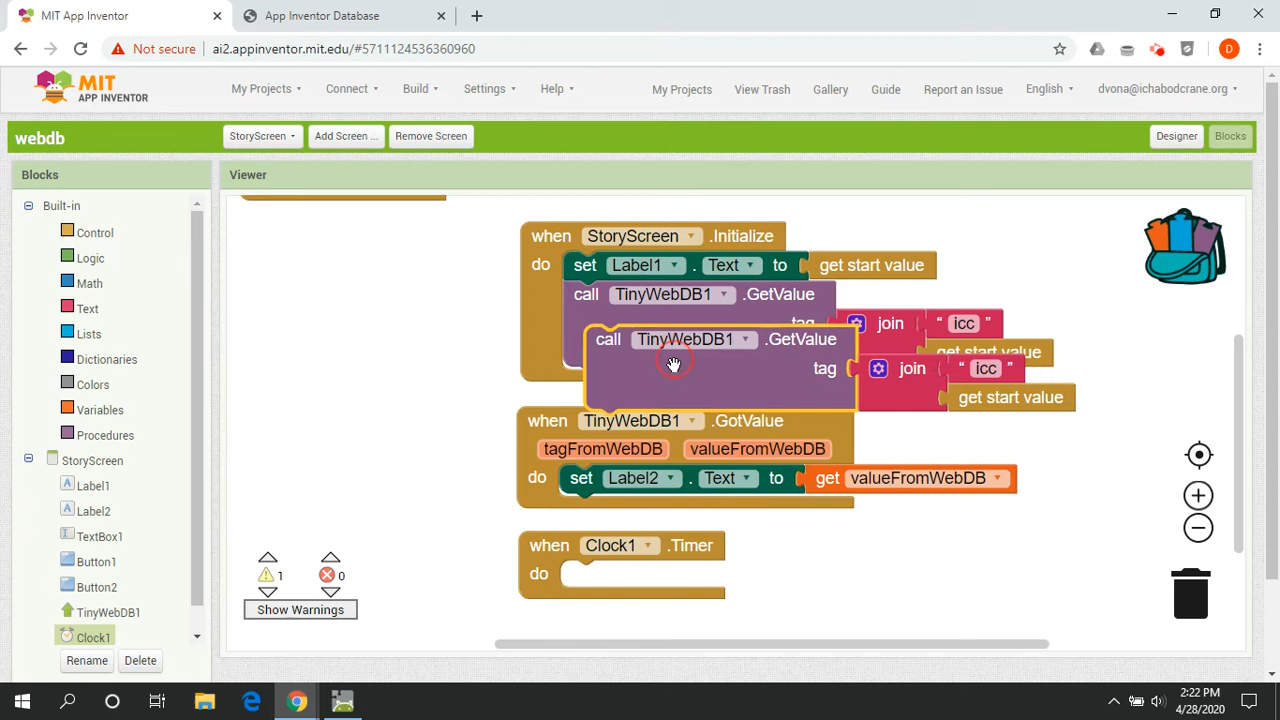 MIT App Inventor
App Inventor Database
Not secure
ai2.appinventor.mit.edu/#5711124536360960
D
MIT
APP INVENTOR
My Projects
Connect
Build
Settings
Help
My Projects
View Trash
Gallery
Guide
Report an Issue
English
dvona@ichabodcrane.org
webdb
StoryScreen
Add Screen ...
Remove Screen
Designer
Blocks
Blocks
Viewer
Built-in
Control
Logic
Math
Text
Lists
Dictionaries
Colors
Variables
Procedures
StoryScreen
Label1
Label2
TextBox1
Button1
Button2
TinyWebDB1
Clock1
Rename
Delete
when StoryScreen .Initialize
do set Label1 . Text to get start value
call TinyWebDB1 .GetValue
tag join “ icc ”
get start value
call TinyWebDB1 .GetValue
tag join “ icc ”
get start value
when TinyWebDB1 .GotValue
tagFromWebDB valueFromWebDB
do set Label2 . Text to get valueFromWebDB
when Clock1 .Timer
do
1
0
Show Warnings
2:22 PM
4/28/2020